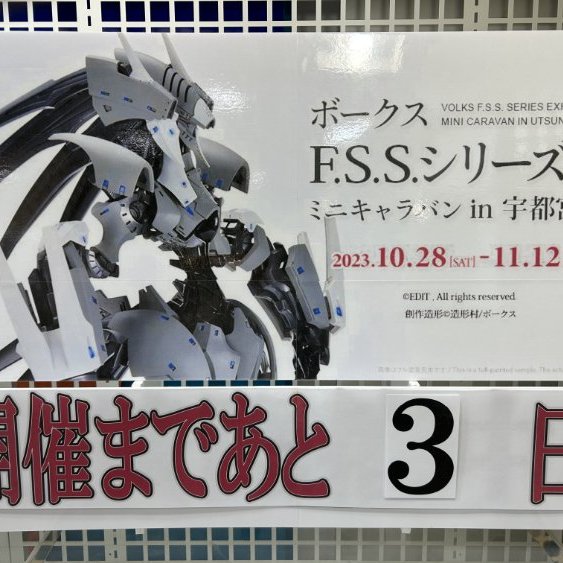 ボークス
VOLKS F.S.S. SERIES EX
MINI CARAVAN IN UTSUN
F.S.S.シリーズ
ミニキャラバン in 宇都宮
2023.10.28[SAT]-11.12
©EDIT , All rights reserved
創作造形©造形村/ボークス
開催まであと 3 日